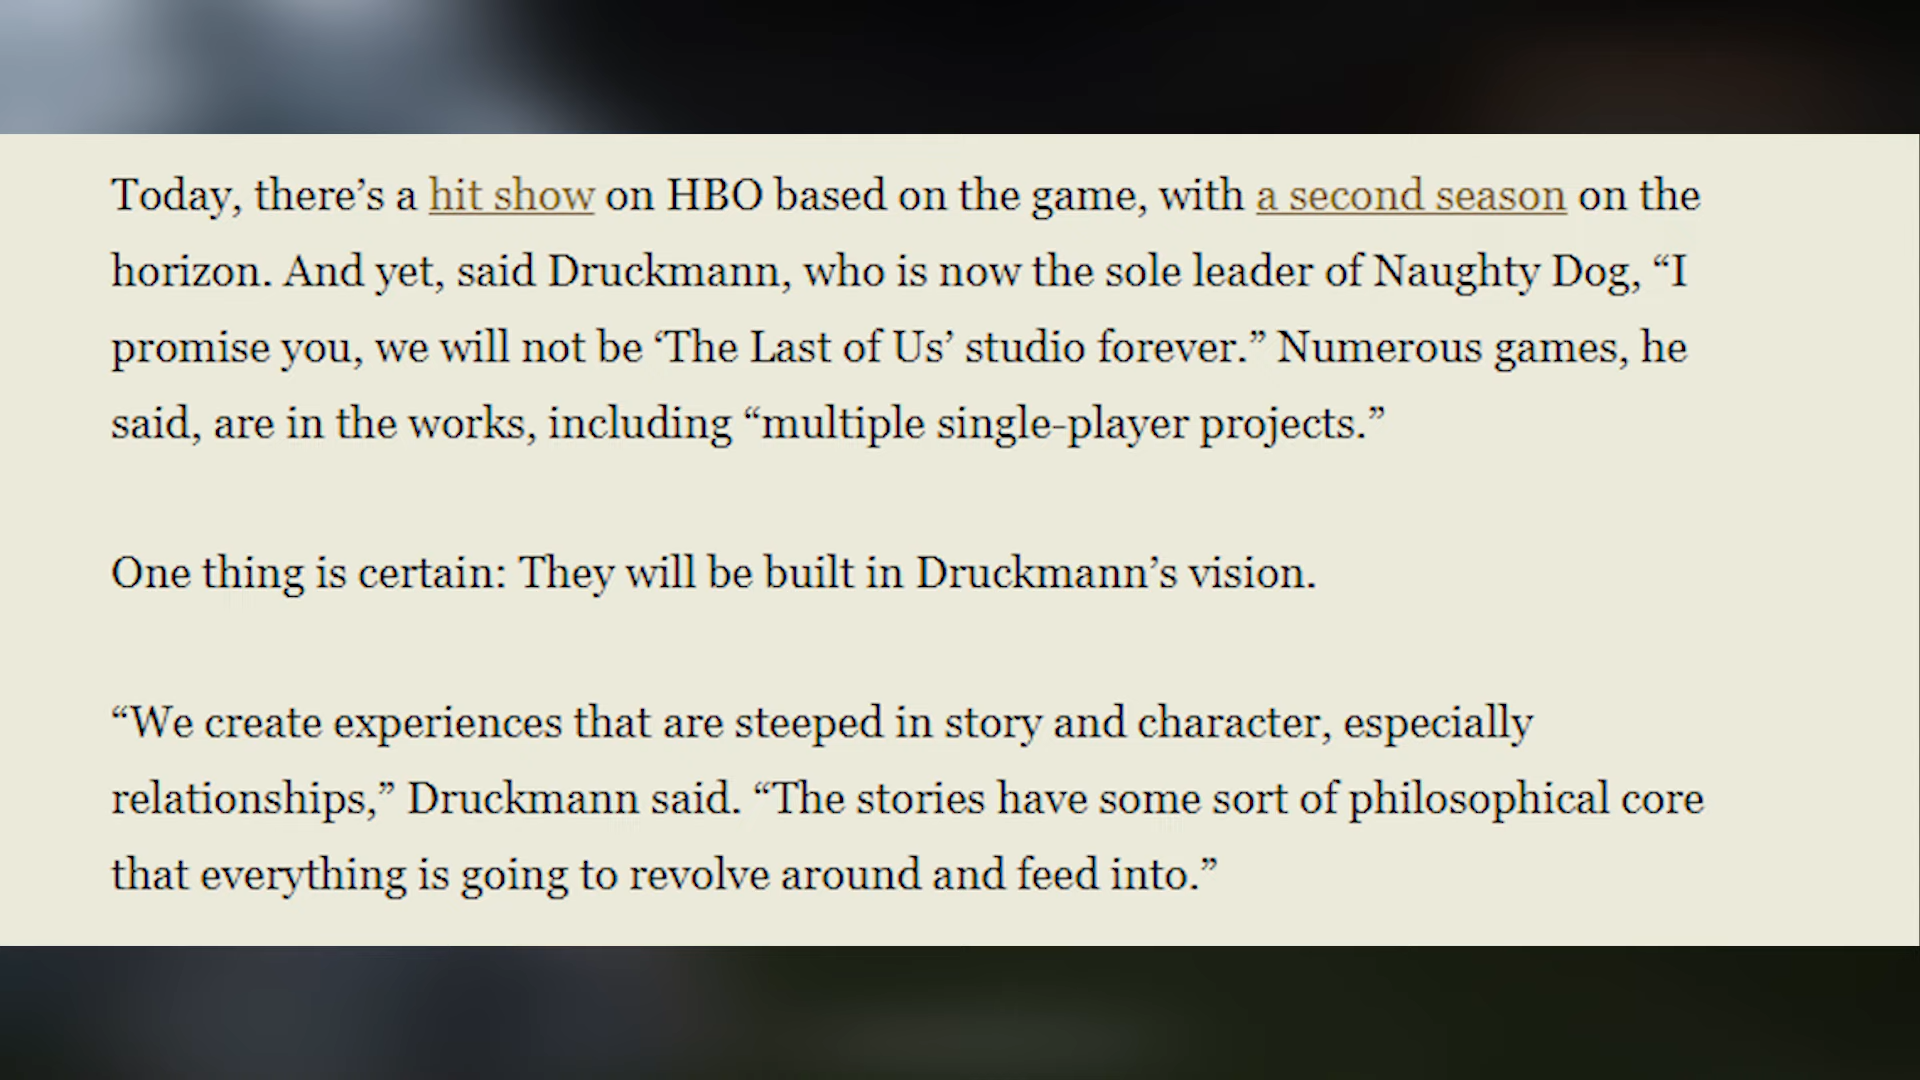 Today, there’s a hit show on HBO based on the game, with a second season on the
horizon. And yet, said Druckmann, who is now the sole leader of Naughty Dog, “I
promise you, we will not be ‘The Last of Us’ studio forever.” Numerous games, he
said, are in the works, including “multiple single-player projects.”
One thing is certain: They will be built in Druckmann’s vision.
“We create experiences that are steeped in story and character, especially
relationships,” Druckmann said. “The stories have some sort of philosophical core
that everything is going to revolve around and feed into.”